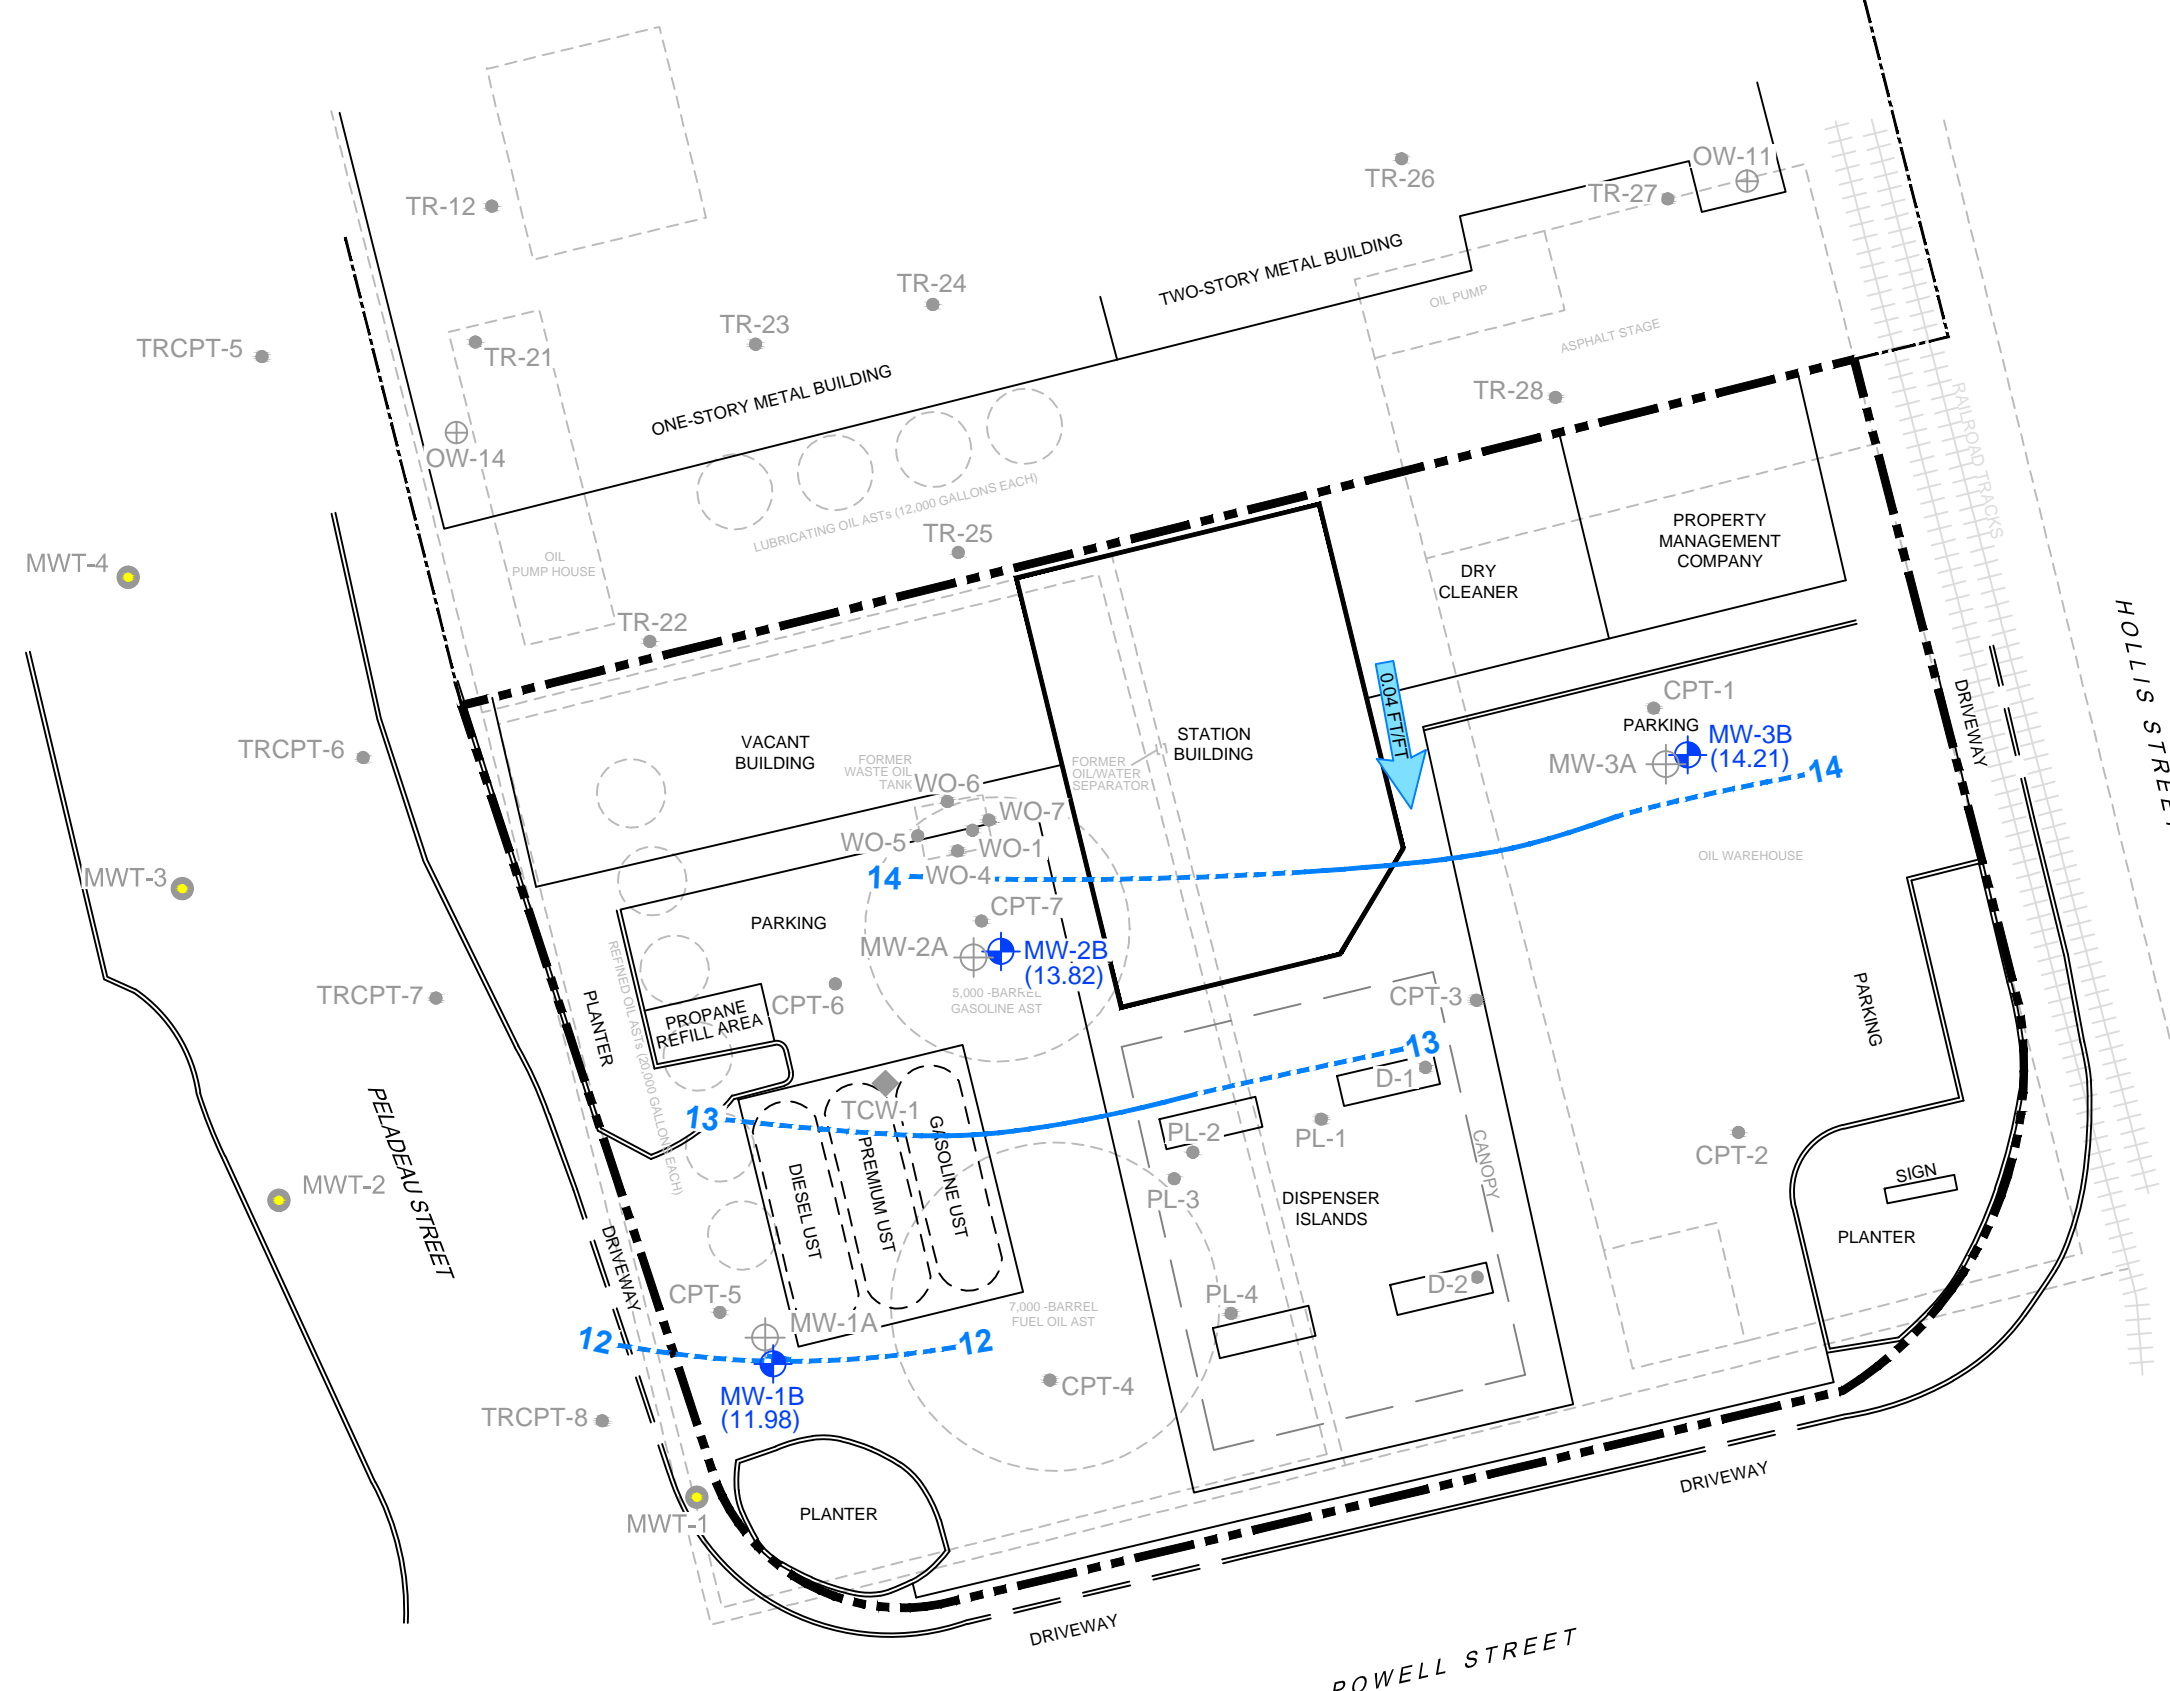 OW-11
TR-26
TR-27
TR-12
TWO-STORY METAL BUILDING
TR-24
OIL PUMP
TR-23
ASPHALT STAGE
TRCPT-5
TR-21
ONE-STORY METAL BUILDING
TR-28
RAILROAD TRACKS
OW-14
LUBRICATING OIL ASTs (12,000 GALLONS EACH)
TR-25
OIL
PUMP HOUSE
MWT-4
PROPERTY
MANAGEMENT
COMPANY
DRY
CLEANER
TR-22
HOLLIS STREET
0.04 FT/FT
CPT-1
PARKING
MW-3B
(14.21)
MW-3A
14
DRIVEWAY
TRCPT-6
VACANT
BUILDING
STATION
BUILDING
FORMER
WASTE OIL
TANK
FORMER
OIL/WATER
SEPARATOR
WO-6
WO-7
WO-5
WO-1
14
WO-4
OIL WAREHOUSE
MWT-3
CPT-7
PARKING
MW-2A
MW-2B
(13.82)
5,000 -BARREL
GASOLINE AST
CPT-6
CPT-3
PARKING
TRCPT-7
PLANTER
PROPANE
REFILL AREA
REFINED OIL ASTs (20,000 GALLONS EACH)
13
D-1
TCW-1
13
PL-2
PL-1
CPT-2
CANOPY
PELADEAU STREET
MWT-2
DIESEL UST
PREMIUM UST
GASOLINE UST
PL-3
DISPENSER
ISLANDS
SIGN
PLANTER
DRIVEWAY
CPT-5
PL-4
D-2
MW-1A
7,000 -BARREL
FUEL OIL AST
12
12
MW-1B
(11.98)
CPT-4
TRCPT-8
MWT-1
PLANTER
DRIVEWAY
DRIVEWAY
POWELL STREET